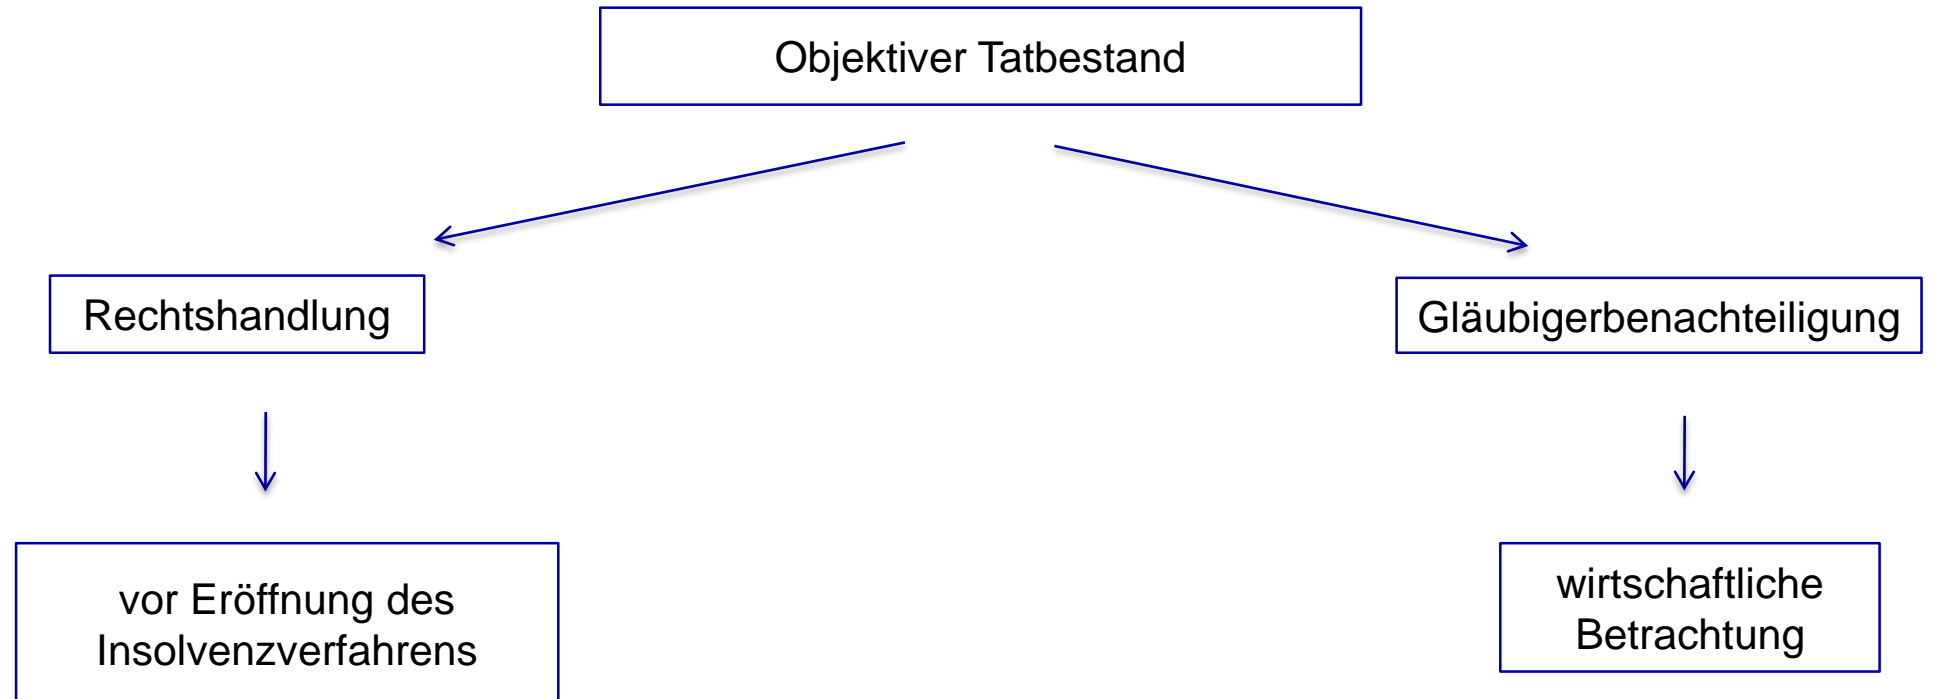 Objektiver Tatbestand
Rechtshandlung
Gläubigerbenachteiligung
vor Eröffnung des
Insolvenzverfahrens
wirtschaftliche
Betrachtung